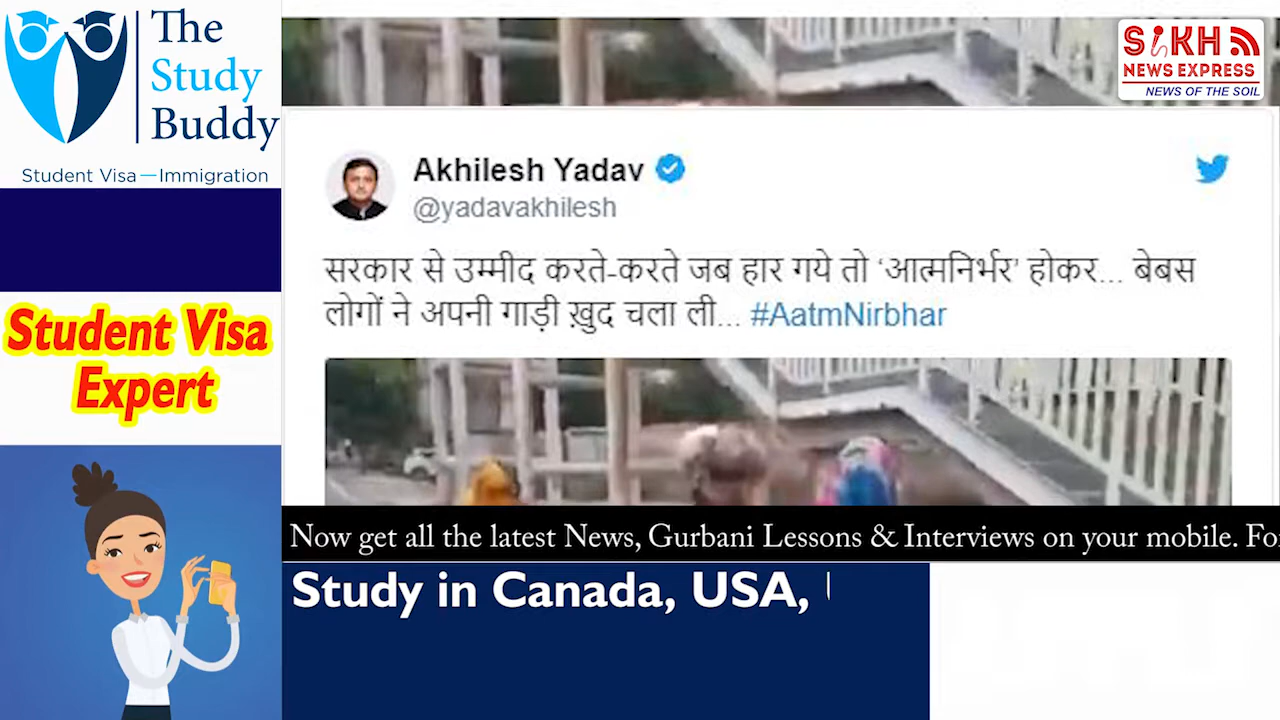 The
Study
Buddy
Student Visa—Immigration
Student Visa
Expert
SIKH
NEWS EXPRESS
NEWS OF THE SOIL
Akhilesh Yadav
@yadavakhilesh
सरकार से उम्मीद करते-करते जब हार गये तो ‘आत्मनिर्भर’ होकर... बेबस
लोगों ने अपनी गाड़ी ख़ुद चला ली... #AatmNirbhar
Now get all the latest News, Gurbani Lessons & Interviews on your mobile. Fo
Study in Canada, USA,